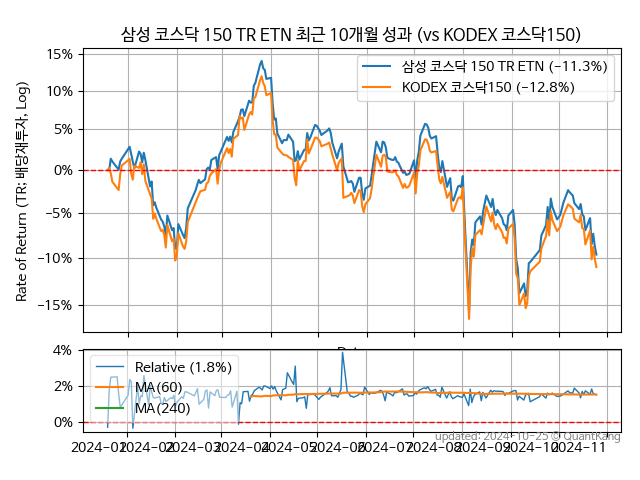 삼성 코스닥 150 TR ETN 최근 10개월 성과 (vs KODEX 코스닥150)
Rate of Return (TR: 배당재투자, Log)
15%
10%
5%
0%
−5%
−10%
−15%
삼성 코스닥 150 TR ETN (−11.3%)
KODEX 코스닥150 (−12.8%)
4%
2%
0%
Relative (1.8%)
MA(60)
MA(240)
2024-01
2024-02
2024-03
2024-04
2024-05
2024-06
2024-07
2024-08
2024-09
2024-10
2024-11
updated: 2024-10-25 © QuantKang